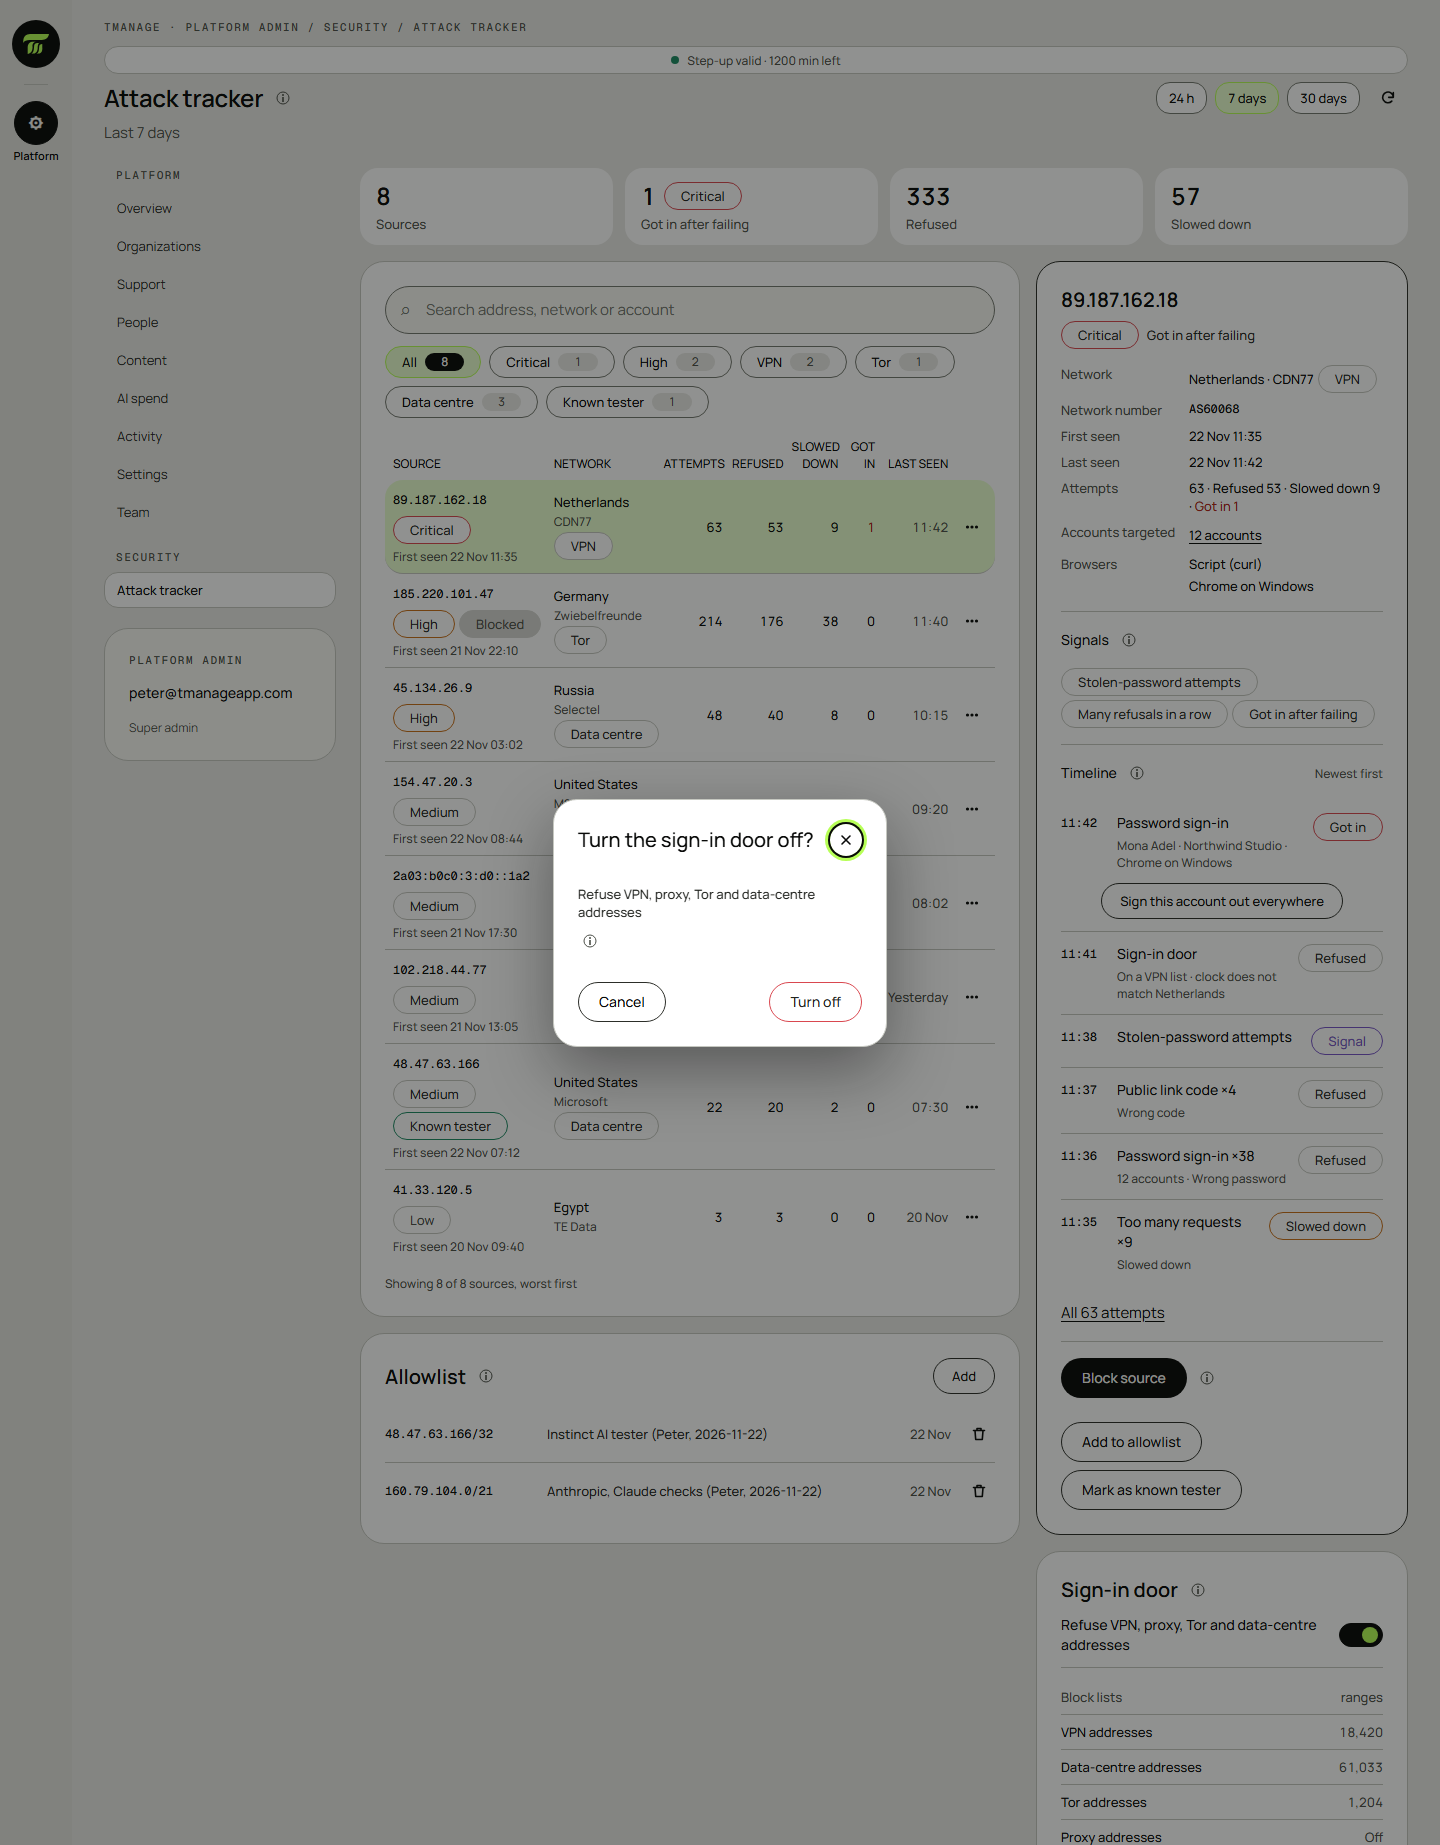 TMANAGE · PLATFORM ADMIN / SECURITY / ATTACK TRACKER
Step-up valid · 1200 min left
Attack tracker
24 h
7 days
30 days
Last 7 days
Platform
PLATFORM
Overview
Organizations
Support
People
Content
AI spend
Activity
Settings
Team
SECURITY
Attack tracker
PLATFORM ADMIN
peter@tmanageapp.com
Super admin
8
Sources
1 Critical
Got in after failing
333
Refused
57
Slowed down
Search address, network or account
All 8
Critical 1
High 2
VPN 2
Tor 1
Data centre 3
Known tester 1
SOURCE NETWORK ATTEMPTS REFUSED SLOWED DOWN GOT IN LAST SEEN
89.187.162.18
Critical
First seen 22 Nov 11:35
Netherlands
CDN77
VPN
63 53 9 1 11:42
185.220.101.47
High Blocked
First seen 21 Nov 22:10
Germany
Zwiebelfreunde
Tor
214 176 38 0 11:40
45.134.26.9
High
First seen 22 Nov 03:02
Russia
Selectel
Data centre
48 40 8 0 10:15
154.47.20.3
Medium
First seen 22 Nov 08:44
United States
09:20
2a03:b0c0:3:d0::1a2
Medium
First seen 21 Nov 17:30
08:02
102.218.44.77
Medium
First seen 21 Nov 13:05
Yesterday
48.47.63.166
Medium
Known tester
First seen 22 Nov 07:12
United States
Microsoft
Data centre
22 20 2 0 07:30
41.33.120.5
Low
First seen 20 Nov 09:40
Egypt
TE Data
3 3 0 0 20 Nov
Showing 8 of 8 sources, worst first
Turn the sign-in door off?
Refuse VPN, proxy, Tor and data-centre
addresses
Cancel
Turn off
Allowlist
Add
48.47.63.166/32 Instinct AI tester (Peter, 2026-11-22) 22 Nov
160.79.104.0/21 Anthropic, Claude checks (Peter, 2026-11-22) 22 Nov
89.187.162.18
Critical Got in after failing
Network Netherlands · CDN77 VPN
Network number AS60068
First seen 22 Nov 11:35
Last seen 22 Nov 11:42
Attempts 63 · Refused 53 · Slowed down 9
· Got in 1
Accounts targeted 12 accounts
Browsers Script (curl)
Chrome on Windows
Signals
Stolen-password attempts
Many refusals in a row
Got in after failing
Timeline Newest first
11:42 Password sign-in Got in
Mona Adel · Northwind Studio ·
Chrome on Windows
Sign this account out everywhere
11:41 Sign-in door Refused
On a VPN list · clock does not
match Netherlands
11:38 Stolen-password attempts Signal
11:37 Public link code ×4 Refused
Wrong code
11:36 Password sign-in ×38 Refused
12 accounts · Wrong password
11:35 Too many requests Slowed down
×9
Slowed down
All 63 attempts
Block source
Add to allowlist
Mark as known tester
Sign-in door
Refuse VPN, proxy, Tor and data-centre
addresses
Block lists ranges
VPN addresses 18,420
Data-centre addresses 61,033
Tor addresses 1,204
Proxy addresses Off